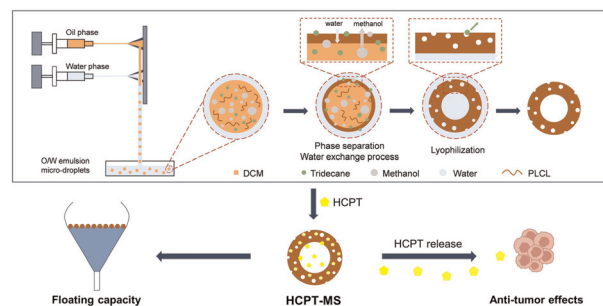 Oil phase
Water phase
O/W emulsion
micro-droplets
water
methanol
Phase separation
Water exchange process
Lyophilization
DCM
Tridecane
Methanol
Water
PLCL
HCPT
HCPT release
Floating capacity
HCPT-MS
Anti-tumor effects